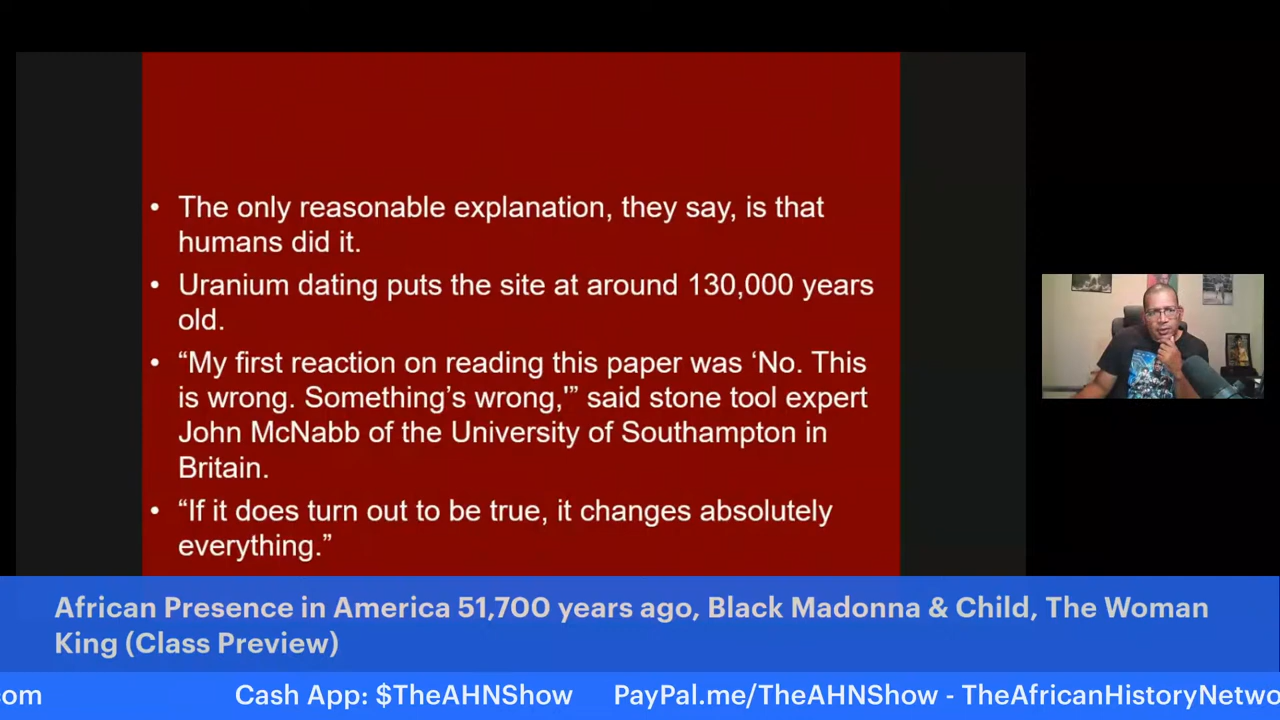 • The only reasonable explanation, they say, is that
humans did it.
• Uranium dating puts the site at around 130,000 years
old.
• “My first reaction on reading this paper was ‘No. This
is wrong. Something’s wrong,'” said stone tool expert
John McNabb of the University of Southampton in
Britain.
• “If it does turn out to be true, it changes absolutely
everything.”
African Presence in America 51,700 years ago, Black Madonna & Child, The Woman
King (Class Preview)
com Cash App: $TheAHNShow PayPal.me/TheAHNShow - TheAfricanHistoryNetwo